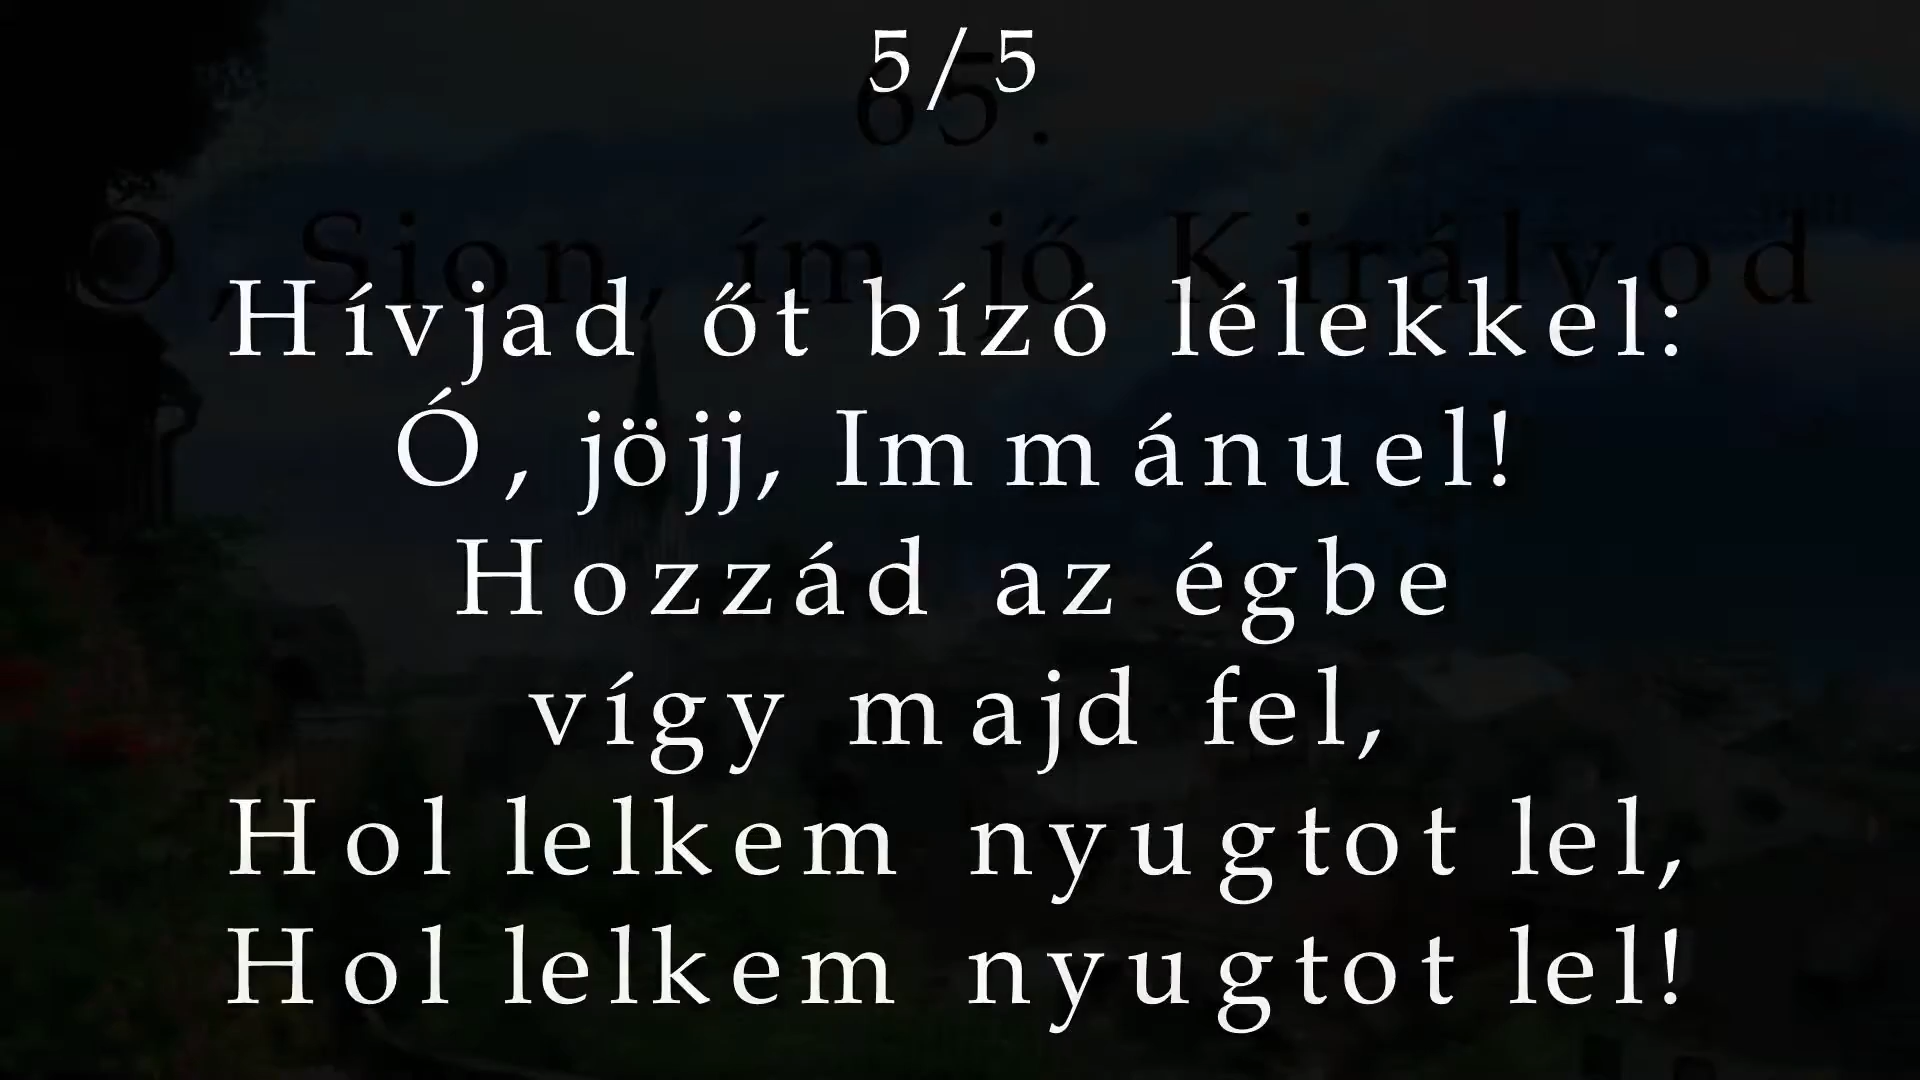 5/5
65.
Ó, Sion, ím jő Királyod
Hívjad őt bízó lélekkel:
Ó, jöjj, Immánuel!
Hozzád az égbe
vígy majd fel,
Hol lelkem nyugtot lel,
Hol lelkem nyugtot lel!